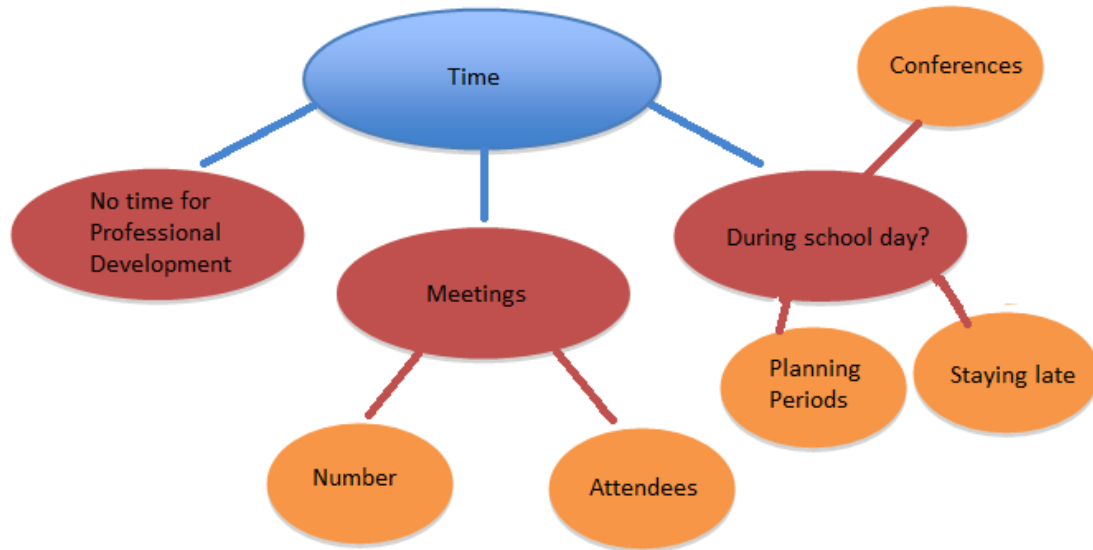 Time
Conferences
No time for
Professional
Development
During school day?
Meetings
Planning
Periods
Staying late
Number
Attendees